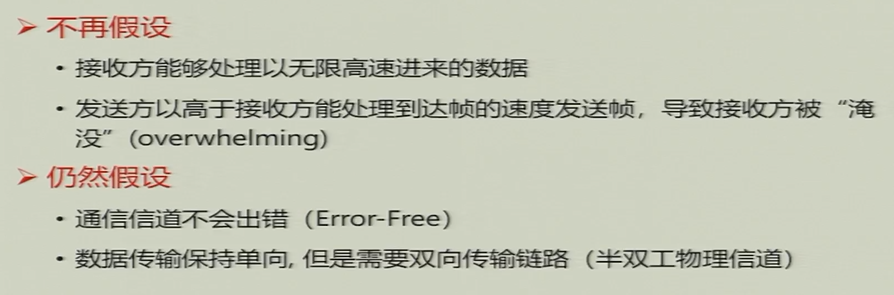 ➢ 不再假设
• 接收方能够处理以无限高速进来的数据
• 发送方以高于接收方能处理到达帧的速度发送帧，导致接收方被“淹
没”(overwhelming)
➢ 仍然假设
• 通信信道不会出错（Error-Free）
• 数据传输保持单向, 但是需要双向传输链路（半双工物理信道）